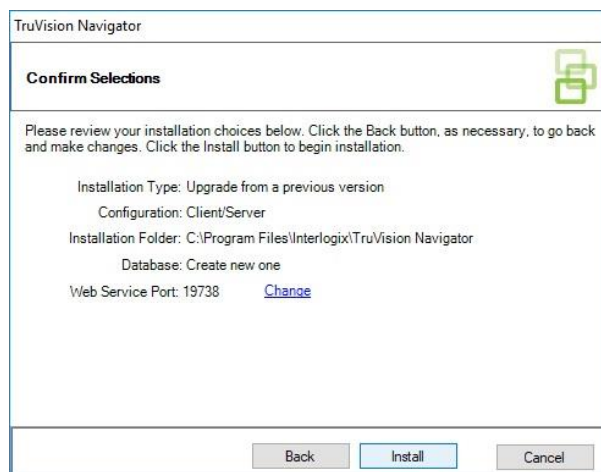 TruVision Navigator
Confirm Selections
Please review your installation choices below. Click the Back button, as necessary, to go back
and make changes. Click the Install button to begin installation.
Installation Type: Upgrade from a previous version
Configuration: Client/Server
Installation Folder: C:\Program Files\Interlogix\TruVision Navigator
Database: Create new one
Web Service Port: 19738 Change
Back Install Cancel